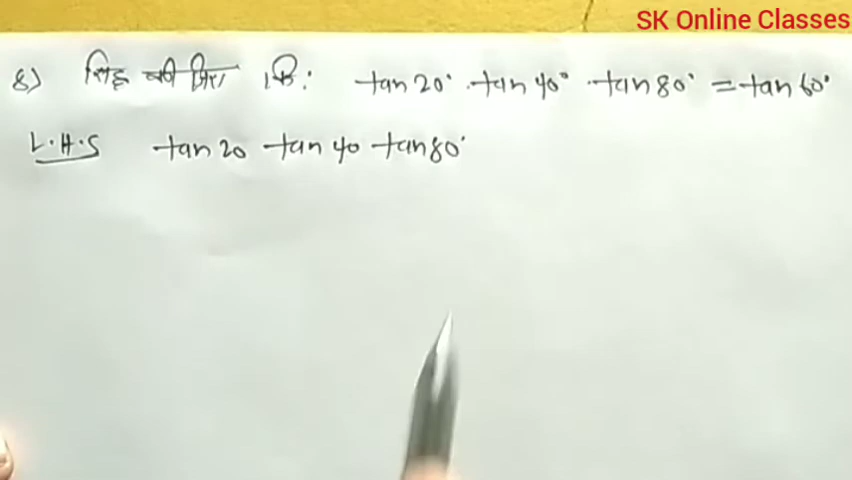 SK Online Classes
8) सिद्ध कि: tan 20° . tan 40° . tan 80° = tan 60°
L.H.S tan 20 tan 40 tan 80°